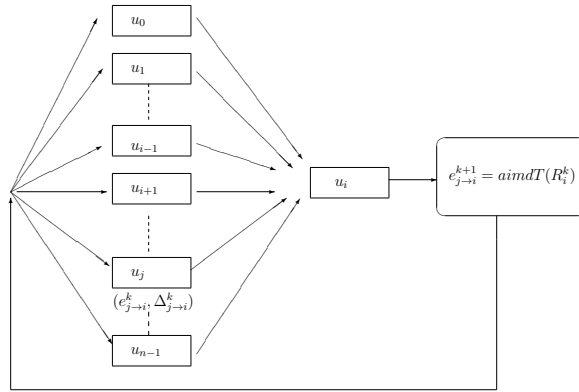 u_0
u_1
u_{i−1}
u_{i+1}
u_i
e^{k+1}_{j→i} = aimdT(R^k_i)
u_j
(e^k_{j→i}, Δ^k_{j→i})
u_{n−1}